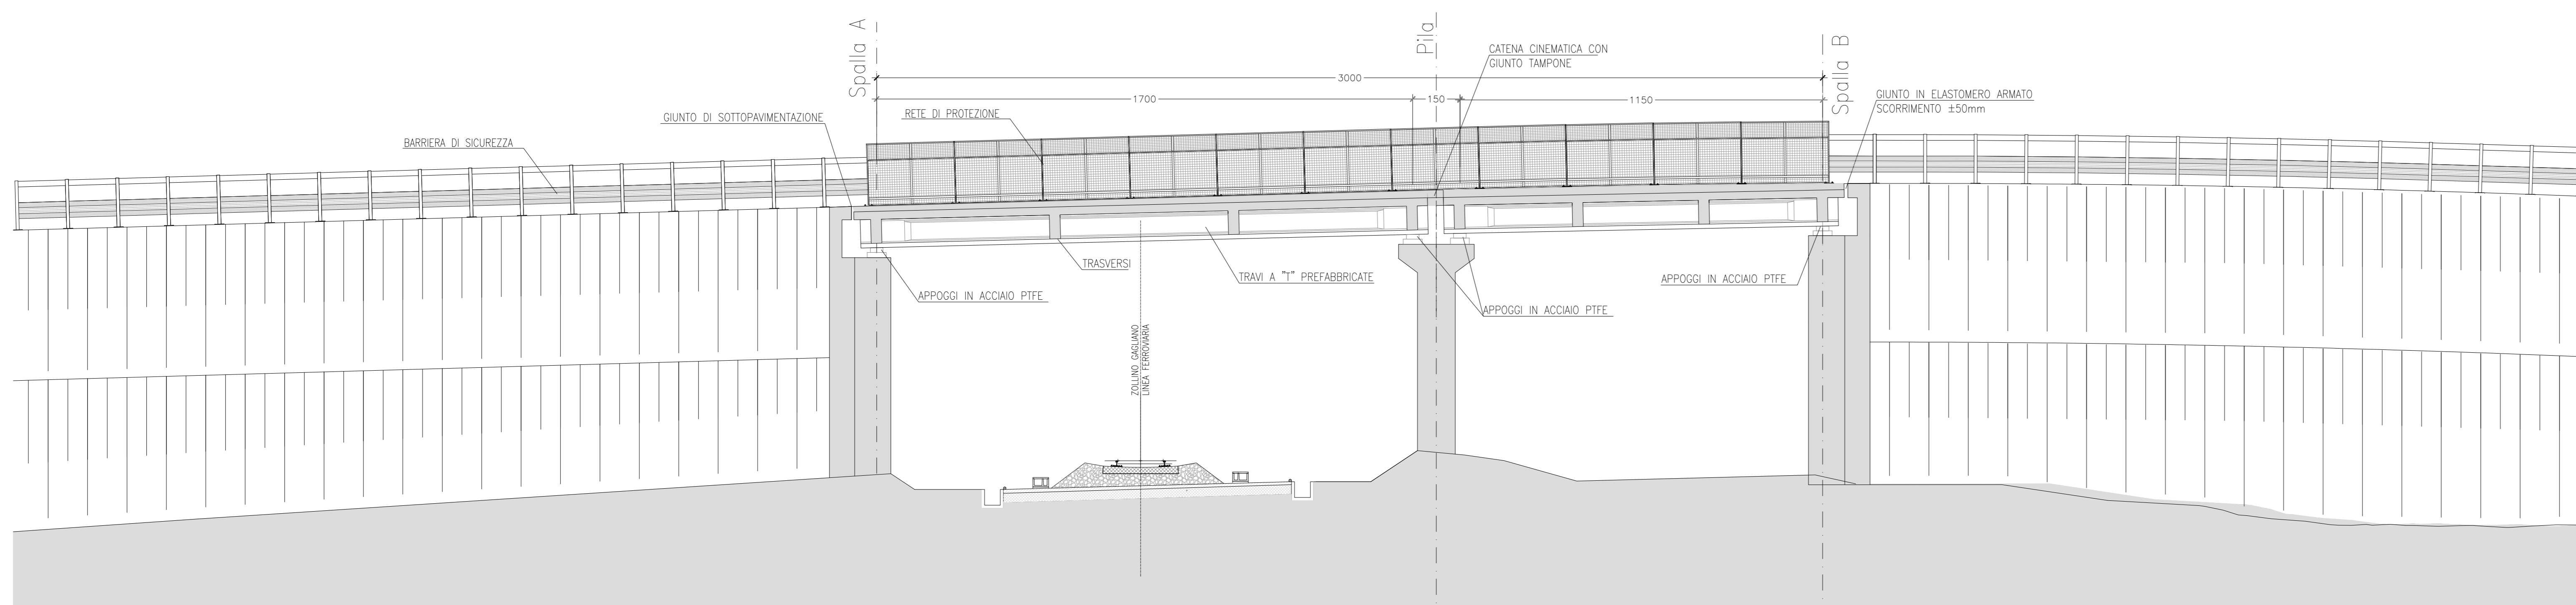 Spalla A
Pila
Spalla B
CATENA CINEMATICA CON
GIUNTO TAMPONE
3000
1700
150
1150
GIUNTO IN ELASTOMERO ARMATO
SCORRIMENTO ±50mm
GIUNTO DI SOTTOPAVIMENTAZIONE
RETE DI PROTEZIONE
BARRIERA DI SICUREZZA
TRASVERSI
TRAVI A "T" PREFABBRICATE
APPOGGI IN ACCIAIO PTFE
APPOGGI IN ACCIAIO PTFE
APPOGGI IN ACCIAIO PTFE
ZOLLINO GAGLIANO
LINEA FERROVIARIA